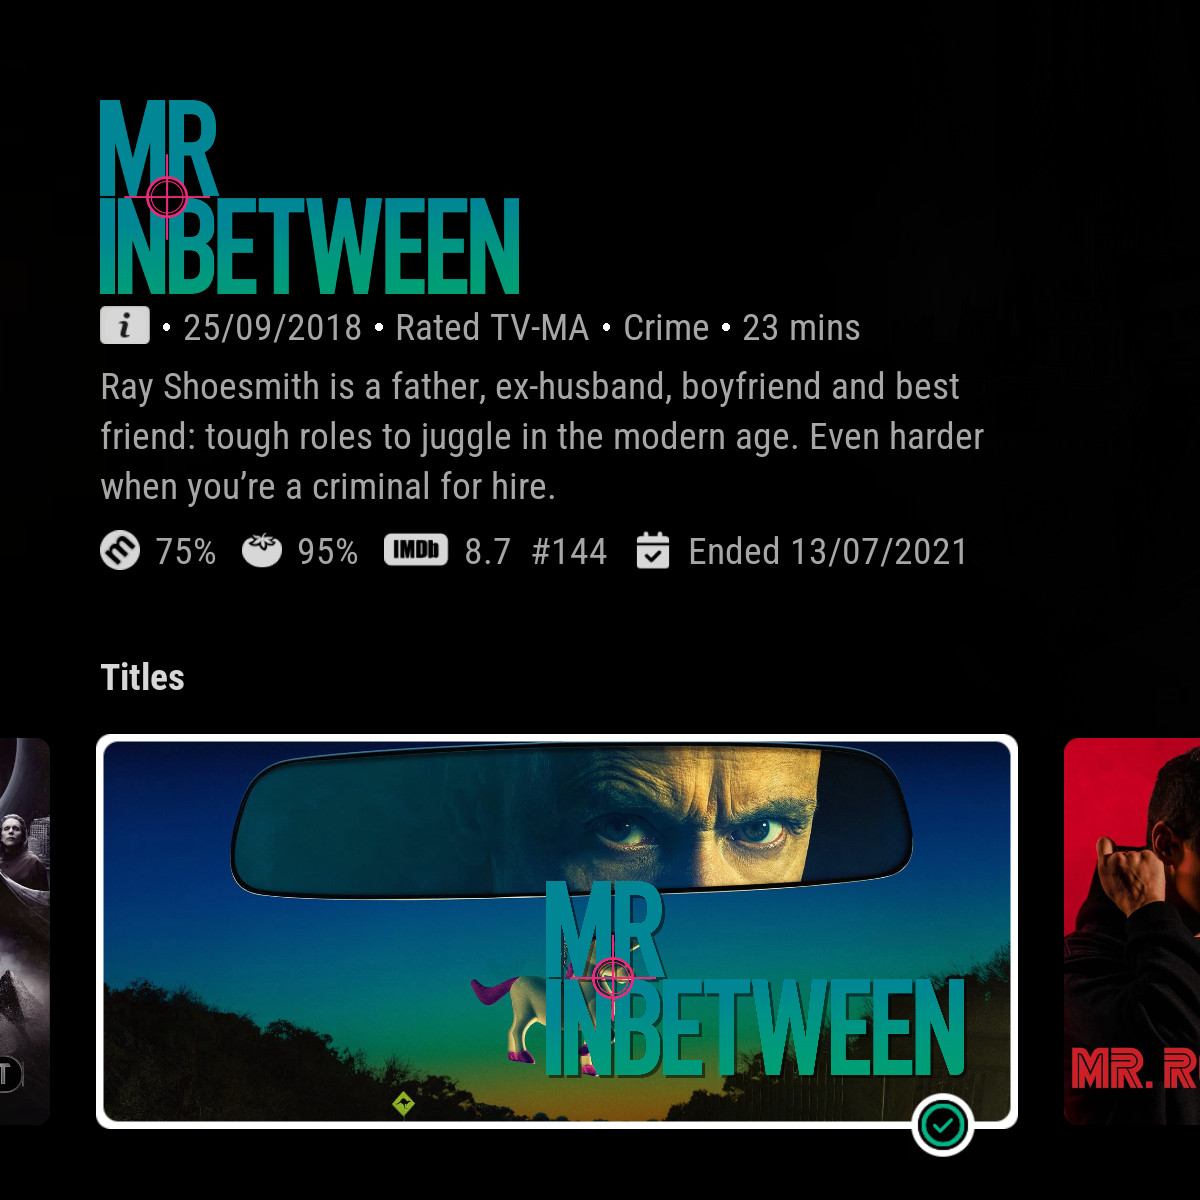 MR
INBETWEEN
i • 25/09/2018 • Rated TV-MA • Crime • 23 mins
Ray Shoesmith is a father, ex-husband, boyfriend and best
friend: tough roles to juggle in the modern age. Even harder
when you’re a criminal for hire.
m 75% 95% IMDb 8.7 #144 Ended 13/07/2021
Titles
MR
INBETWEEN
T
MR. R